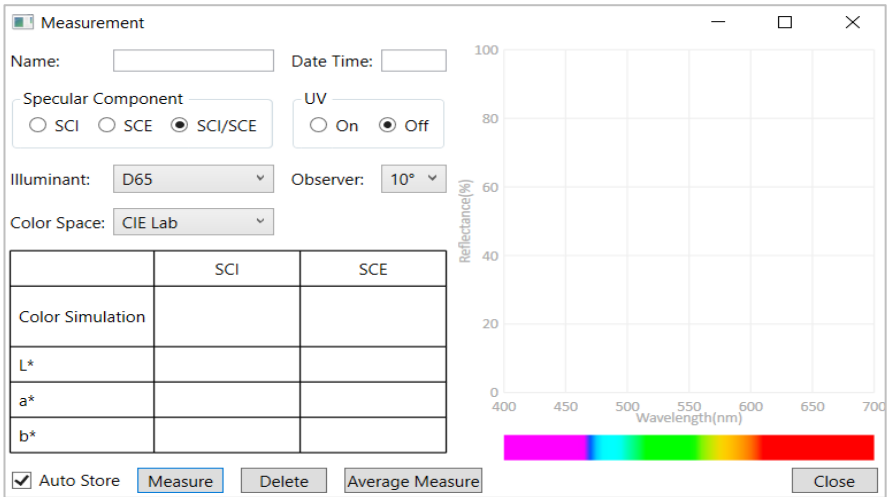 Measurement
Name:
Date Time:
Specular Component
SCI SCE SCI/SCE
UV
On Off
Illuminant: D65
Observer: 10°
Color Space: CIE Lab
SCI SCE
Color Simulation
L*
a*
b*
Auto Store Measure Delete Average Measure
100
80
60
40
20
0
Reflectance(%)
400 450 500 550 600 650 700
Wavelength(nm)
Close